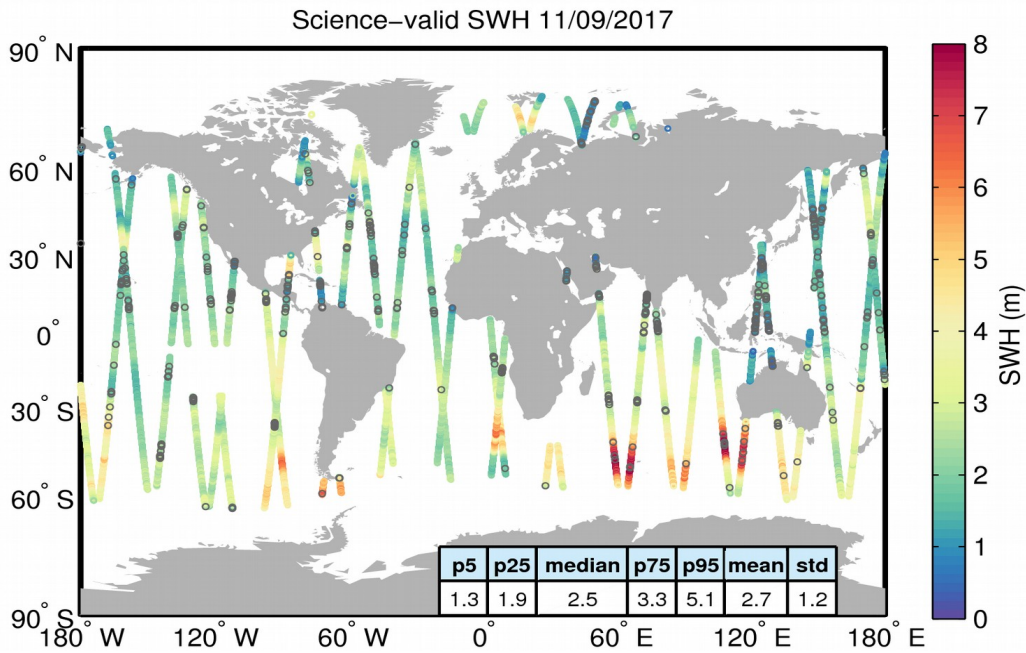 Science−valid SWH 11/09/2017
90° N
60° N
30° N
0°
30° S
60° S
90° S
180° W
120° W
60° W
0°
60° E
120° E
180° E
p5 p25 median p75 p95 mean std
1.3 1.9 2.5 3.3 5.1 2.7 1.2
8
7
6
5
4
3
2
1
0
SWH (m)